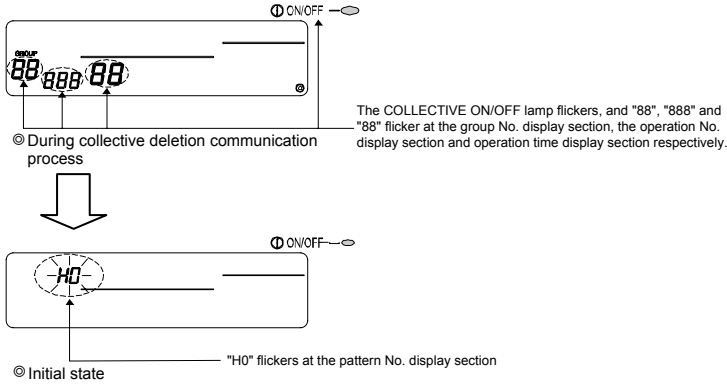 ON/OFF
GROUP
88 888 88
The COLLECTIVE ON/OFF lamp flickers, and "88", "888" and
"88" flicker at the group No. display section, the operation No.
display section and operation time display section respectively.
◎ During collective deletion communication
process
ON/OFF
H0
"H0" flickers at the pattern No. display section
◎ Initial state